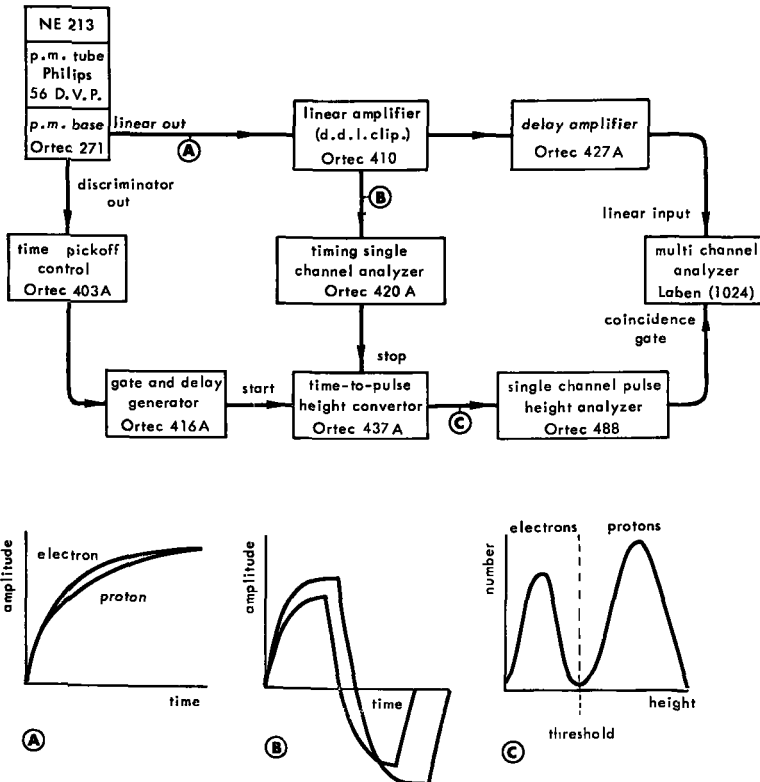 NE 213
p.m. tube
Philips
56 D.V.P.
p.m. base
Ortec 271
linear out
A
linear amplifier
(d.d.l.clip.)
Ortec 410
delay amplifier
Ortec 427A
discriminator
out
B
linear input
time pickoff
control
Ortec 403A
timing single
channel analyzer
Ortec 420 A
multi channel
analyzer
Laben (1024)
coincidence
gate
stop
gate and delay
generator
Ortec 416A
start
time-to-pulse
height convertor
Ortec 437A
C
single channel pulse
height analyzer
Ortec 488
amplitude
electron
proton
time
A
amplitude
time
B
electrons
protons
number
height
threshold
C